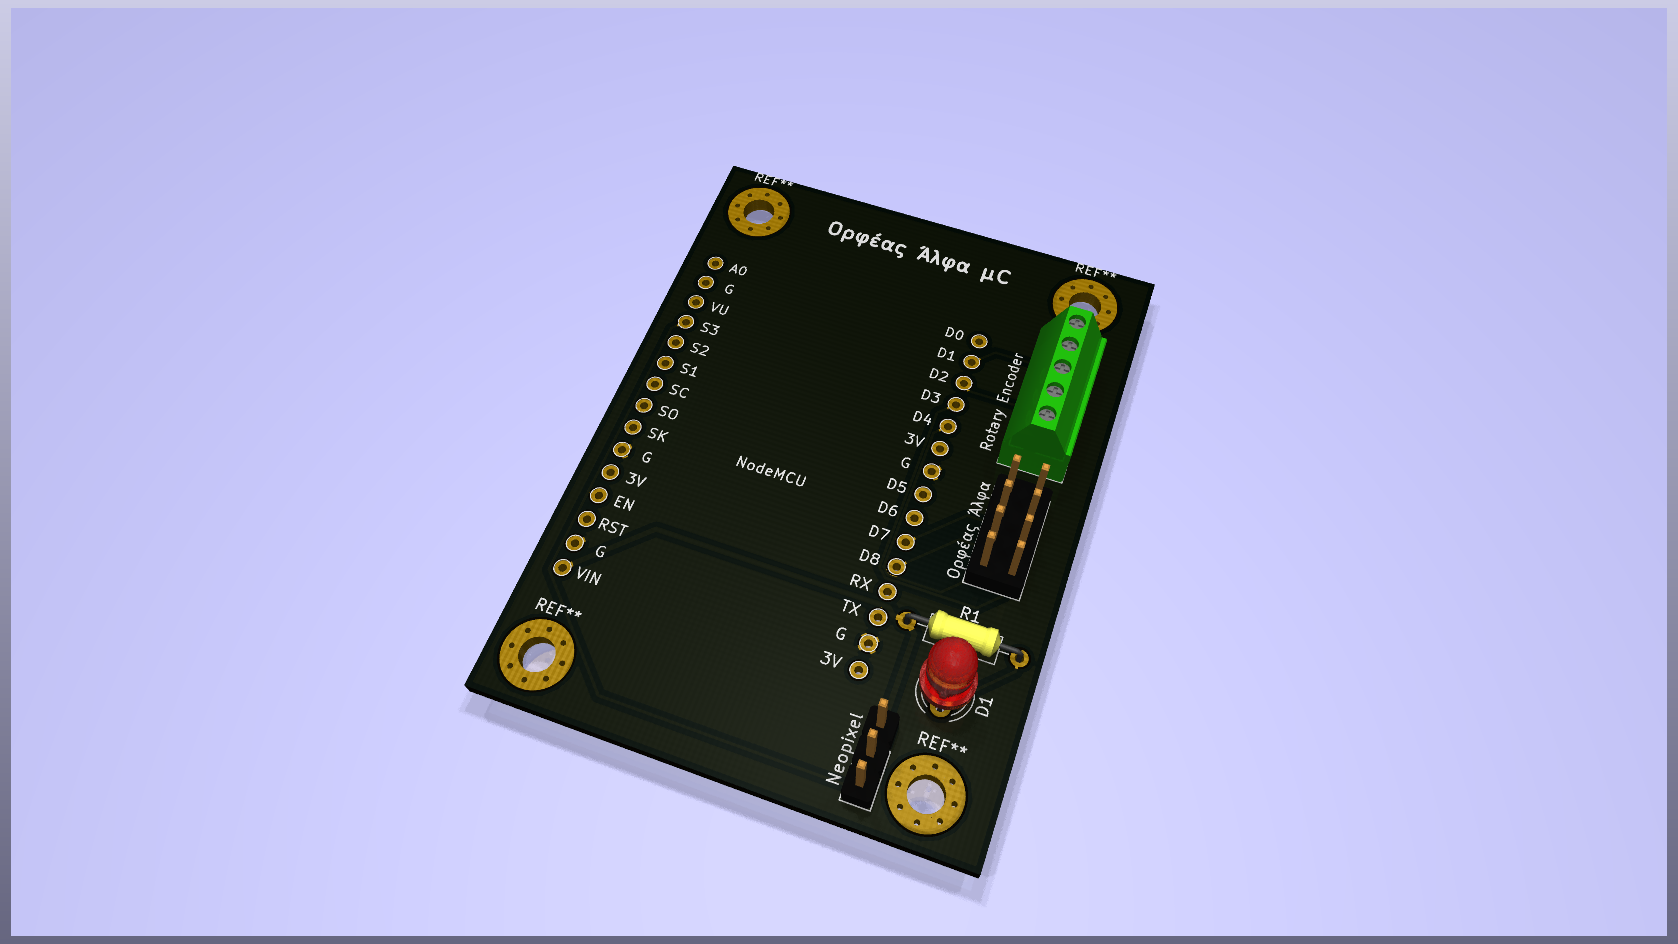 REF**
Ορφέας Άλφα μC
REF**
A0
G
VU
S3
S2
S1
SC
SO
SK
G
3V
EN
RST
G
VIN
NodeMCU
D0
D1
D2
D3
D4
3V
G
D5
D6
D7
D8
RX
TX
G
3V
Rotary Encoder
Ορφέας Άλφα
R1
D1
Neopixel
REF**
REF**